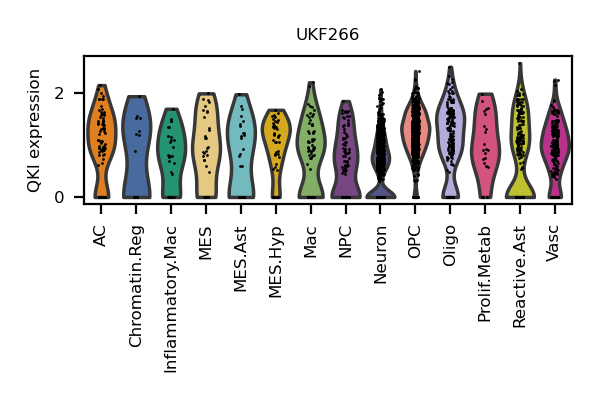 UKF266
QKI expression
2
0
AC
Chromatin.Reg
Inflammatory.Mac
MES
MES.Ast
MES.Hyp
Mac
NPC
Neuron
OPC
Oligo
Prolif.Metab
Reactive.Ast
Vasc